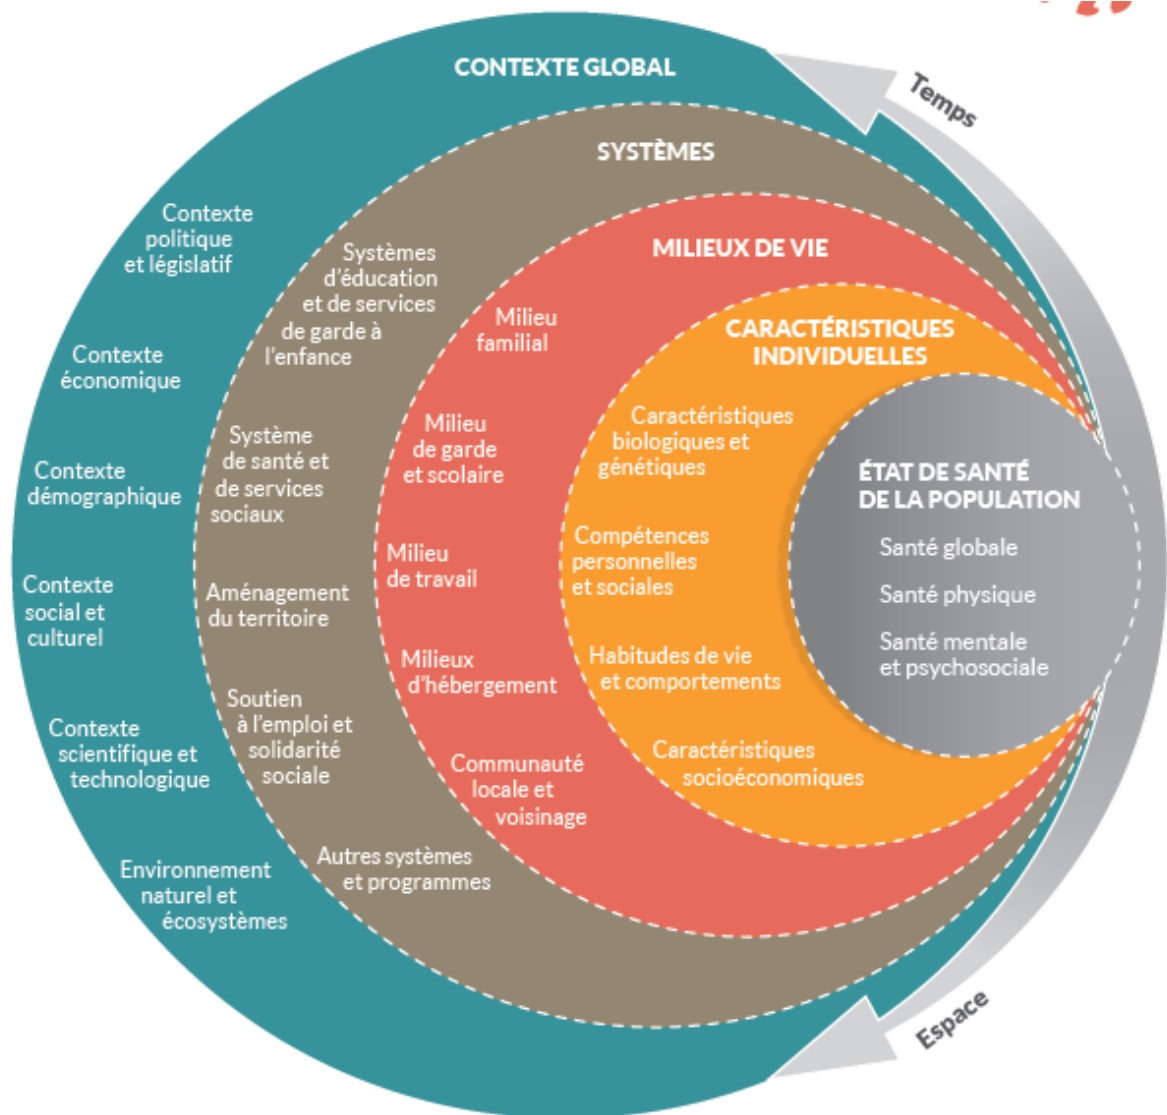 CONTEXTE GLOBAL
Temps
SYSTÈMES
MILIEUX DE VIE
CARACTÉRISTIQUES
INDIVIDUELLES
ÉTAT DE SANTÉ
DE LA POPULATION
Santé globale
Santé physique
Santé mentale
et psychosociale
Contexte
politique
et législatif
Contexte
économique
Contexte
démographique
Contexte
social et
culturel
Contexte
scientifique et
technologique
Environnement
naturel et
écosystèmes
Systèmes
d'éducation
et de services
de garde à
l'enfance
Système
de santé et
de services
sociaux
Aménagement
du territoire
Soutien
à l'emploi et
solidarité
sociale
Autres systèmes
et programmes
Milieu
familial
Milieu
de garde
et scolaire
Milieu
de travail
Milieux
d'hébergement
Communauté
locale et
voisinage
Caractéristiques
biologiques et
génétiques
Compétences
personnelles
et sociales
Habitudes de vie
et comportements
Caractéristiques
socioéconomiques
Espace